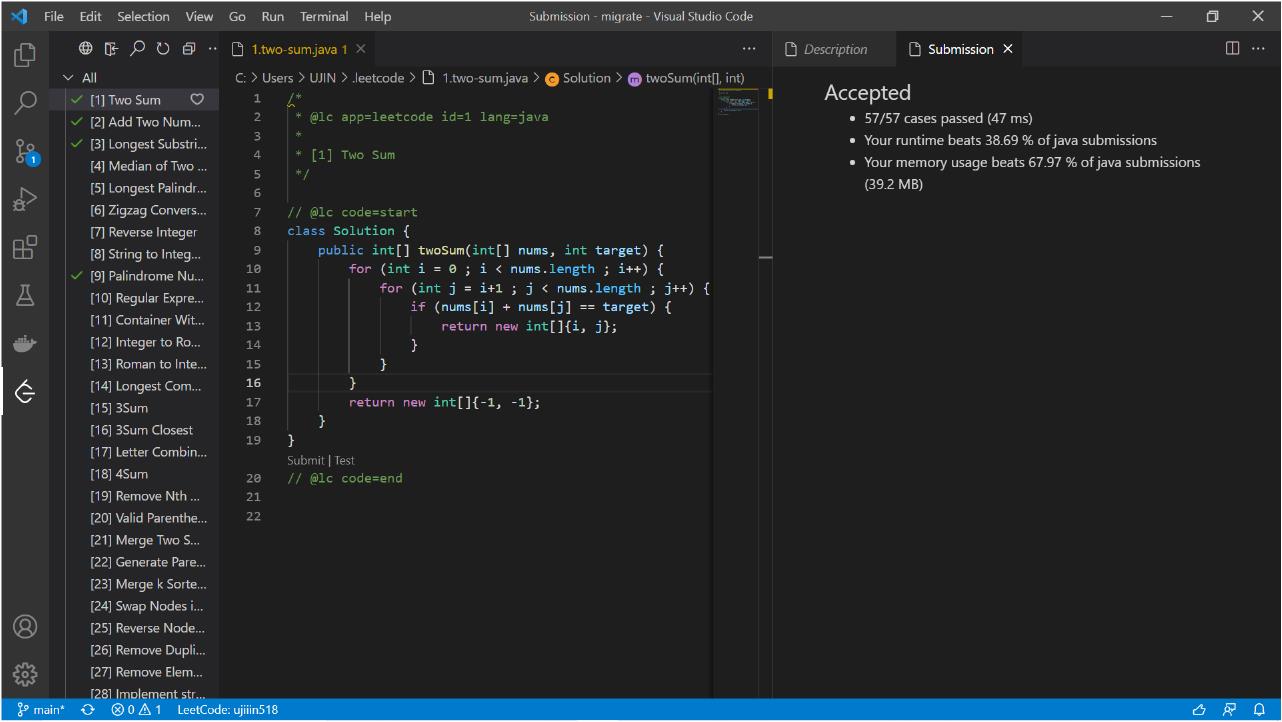 File Edit Selection View Go Run Terminal Help Submission - migrate - Visual Studio Code
1.two-sum.java 1
Description
Submission
All
[1] Two Sum
[2] Add Two Num...
[3] Longest Substri...
[4] Median of Two ...
[5] Longest Palindr...
[6] Zigzag Convers...
[7] Reverse Integer
[8] String to Integ...
[9] Palindrome Nu...
[10] Regular Expre...
[11] Container Wit...
[12] Integer to Ro...
[13] Roman to Inte...
[14] Longest Com...
[15] 3Sum
[16] 3Sum Closest
[17] Letter Combin...
[18] 4Sum
[19] Remove Nth ...
[20] Valid Parenthe...
[21] Merge Two S...
[22] Generate Pare...
[23] Merge k Sorte...
[24] Swap Nodes i...
[25] Reverse Node...
[26] Remove Dupli...
[27] Remove Elem...
[28] Implement str...
1
C: > Users > UJIN > .leetcode > 1.two-sum.java > Solution > twoSum(int[], int)
1 /*
2 * @lc app=leetcode id=1 lang=java
3 *
4 * [1] Two Sum
5 */
6
7 // @lc code=start
8 class Solution {
9 public int[] twoSum(int[] nums, int target) {
10 for (int i = 0 ; i < nums.length ; i++) {
11 for (int j = i+1 ; j < nums.length ; j++) {
12 if (nums[i] + nums[j] == target) {
13 return new int[]{i, j};
14 }
15 }
16 }
17 return new int[]{-1, -1};
18 }
19 }
Submit | Test
20 // @lc code=end
21
22
Accepted
• 57/57 cases passed (47 ms)
• Your runtime beats 38.69 % of java submissions
• Your memory usage beats 67.97 % of java submissions
(39.2 MB)
main* 0 1 LeetCode: ujiiin518